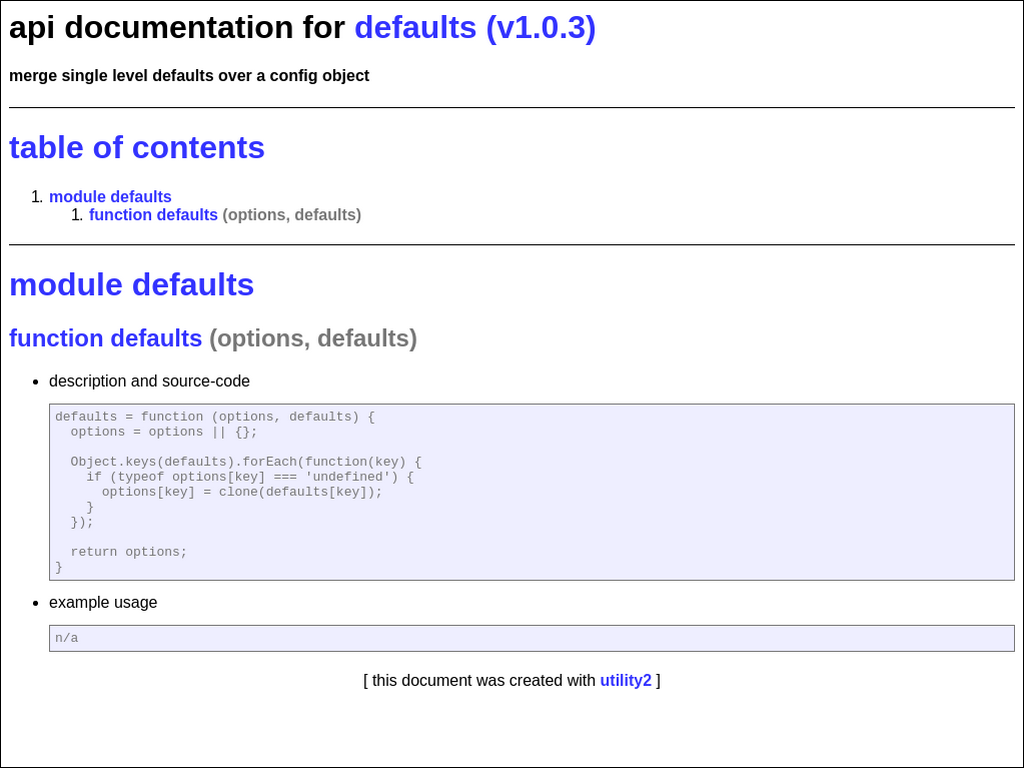 api documentation for defaults (v1.0.3)
merge single level defaults over a config object
table of contents
1. module defaults
1. function defaults (options, defaults)
module defaults
function defaults (options, defaults)
• description and source-code
defaults = function (options, defaults) {
  options = options || {};
  Object.keys(defaults).forEach(function(key) {
    if (typeof options[key] === 'undefined') {
      options[key] = clone(defaults[key]);
    }
  });
  return options;
}
• example usage
n/a
[ this document was created with utility2 ]